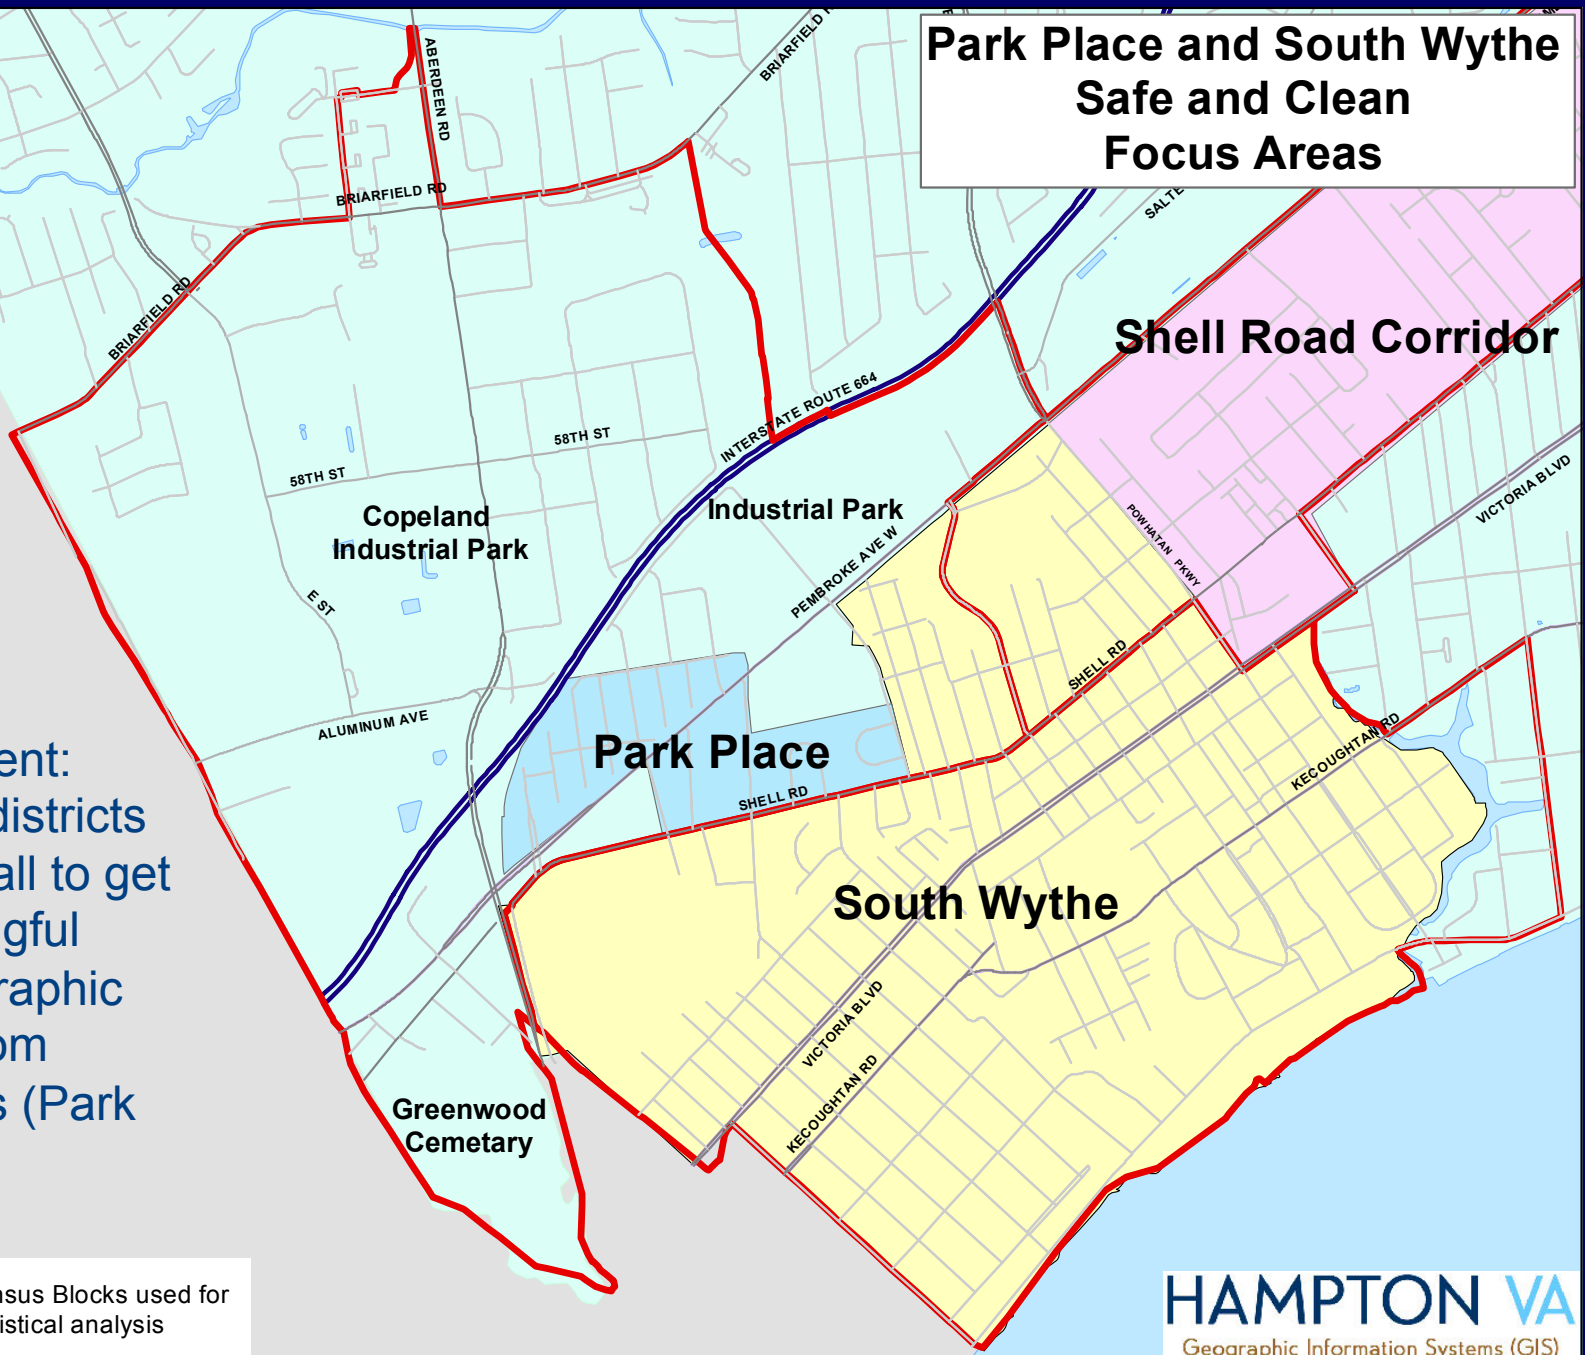 Park Place and South Wythe
Safe and Clean
Focus Areas
ABERDEEN RD
BRIARFIELD
BRIARFIELD RD
BRIARFIELD RD
Shell Road Corridor
INTERSTATE ROUTE 664
58TH ST
58TH ST
VICTORIA BLVD
Copeland
Industrial Park
Industrial Park
POWHATAN PKWY
PEMBROKE AVE W
E ST
SHELL RD
ALUMINUM AVE
Park Place
KECOUGHTAN RD
SHELL RD
ent:
districts
all to get
gful
raphic
om
s (Park
South Wythe
VICTORIA BLVD
KECOUGHTAN RD
Greenwood
Cemetary
nsus Blocks used for
istical analysis
HAMPTON VA
Geographic Information Systems (GIS)